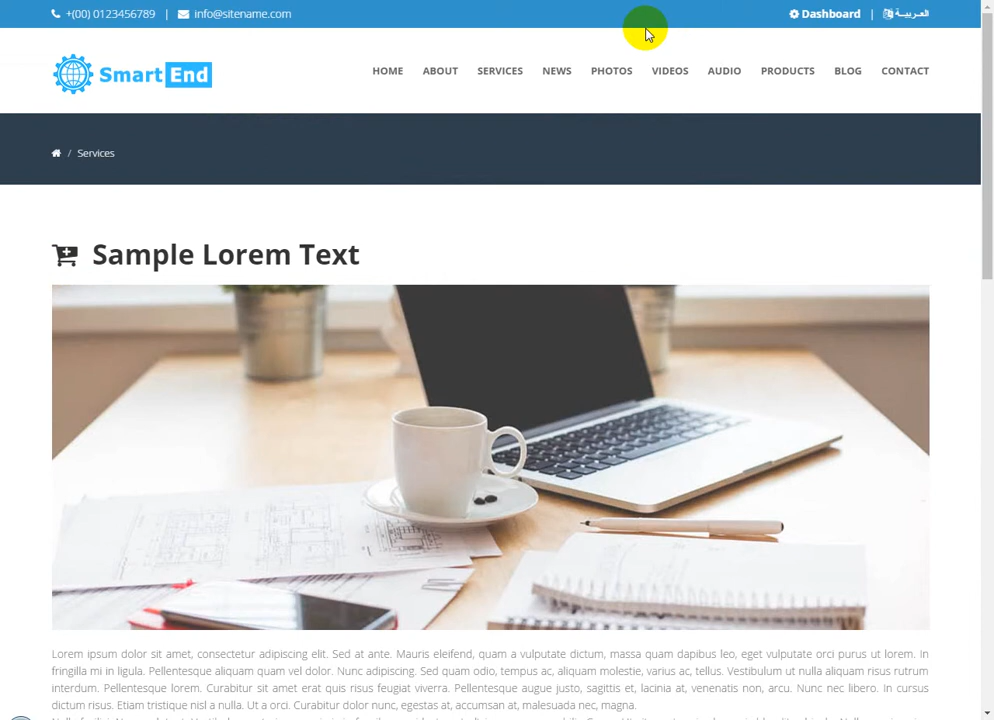 +(00) 0123456789 | info@sitename.com
Dashboard | العربية
Smart End
HOME ABOUT SERVICES NEWS PHOTOS VIDEOS AUDIO PRODUCTS BLOG CONTACT
/ Services
Sample Lorem Text
Lorem ipsum dolor sit amet, consectetur adipiscing elit. Sed at ante. Mauris eleifend, quam a vulputate dictum, massa quam dapibus leo, eget vulputate orci purus ut lorem. In
fringilla mi in ligula. Pellentesque aliquam quam vel dolor. Nunc adipiscing. Sed quam odio, tempus ac, aliquam molestie, varius ac, tellus. Vestibulum ut nulla aliquam risus rutrum
interdum. Pellentesque lorem. Curabitur sit amet erat quis risus feugiat viverra. Pellentesque augue justo, sagittis et, lacinia at, venenatis non, arcu. Nunc nec libero. In cursus
dictum risus. Etiam tristique nisl a nulla. Ut a orci. Curabitur dolor nunc, egestas at, accumsan at, malesuada nec, magna.